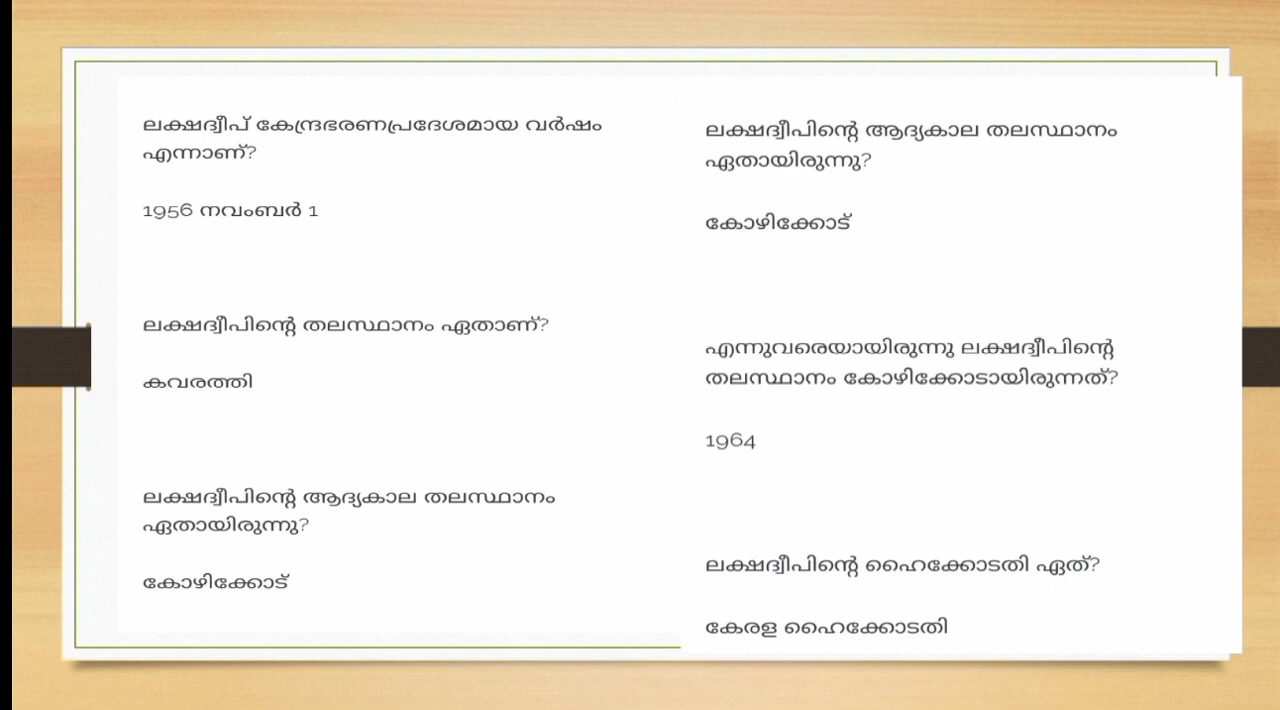 ലക്ഷദ്വീപ് കേന്ദ്രഭരണപ്രദേശമായ വർഷം
എന്നാണ്?
1956 നവംബർ 1
ലക്ഷദ്വീപിന്റെ തലസ്ഥാനം ഏതാണ്?
കവരത്തി
ലക്ഷദ്വീപിന്റെ ആദ്യകാല തലസ്ഥാനം
ഏതായിരുന്നു?
കോഴിക്കോട്
ലക്ഷദ്വീപിന്റെ ആദ്യകാല തലസ്ഥാനം
ഏതായിരുന്നു?
കോഴിക്കോട്
എന്നുവരെയായിരുന്നു ലക്ഷദ്വീപിന്റെ
തലസ്ഥാനം കോഴിക്കോടായിരുന്നത്?
1964
ലക്ഷദ്വീപിന്റെ ഹൈക്കോടതി ഏത്?
കേരള ഹൈക്കോടതി